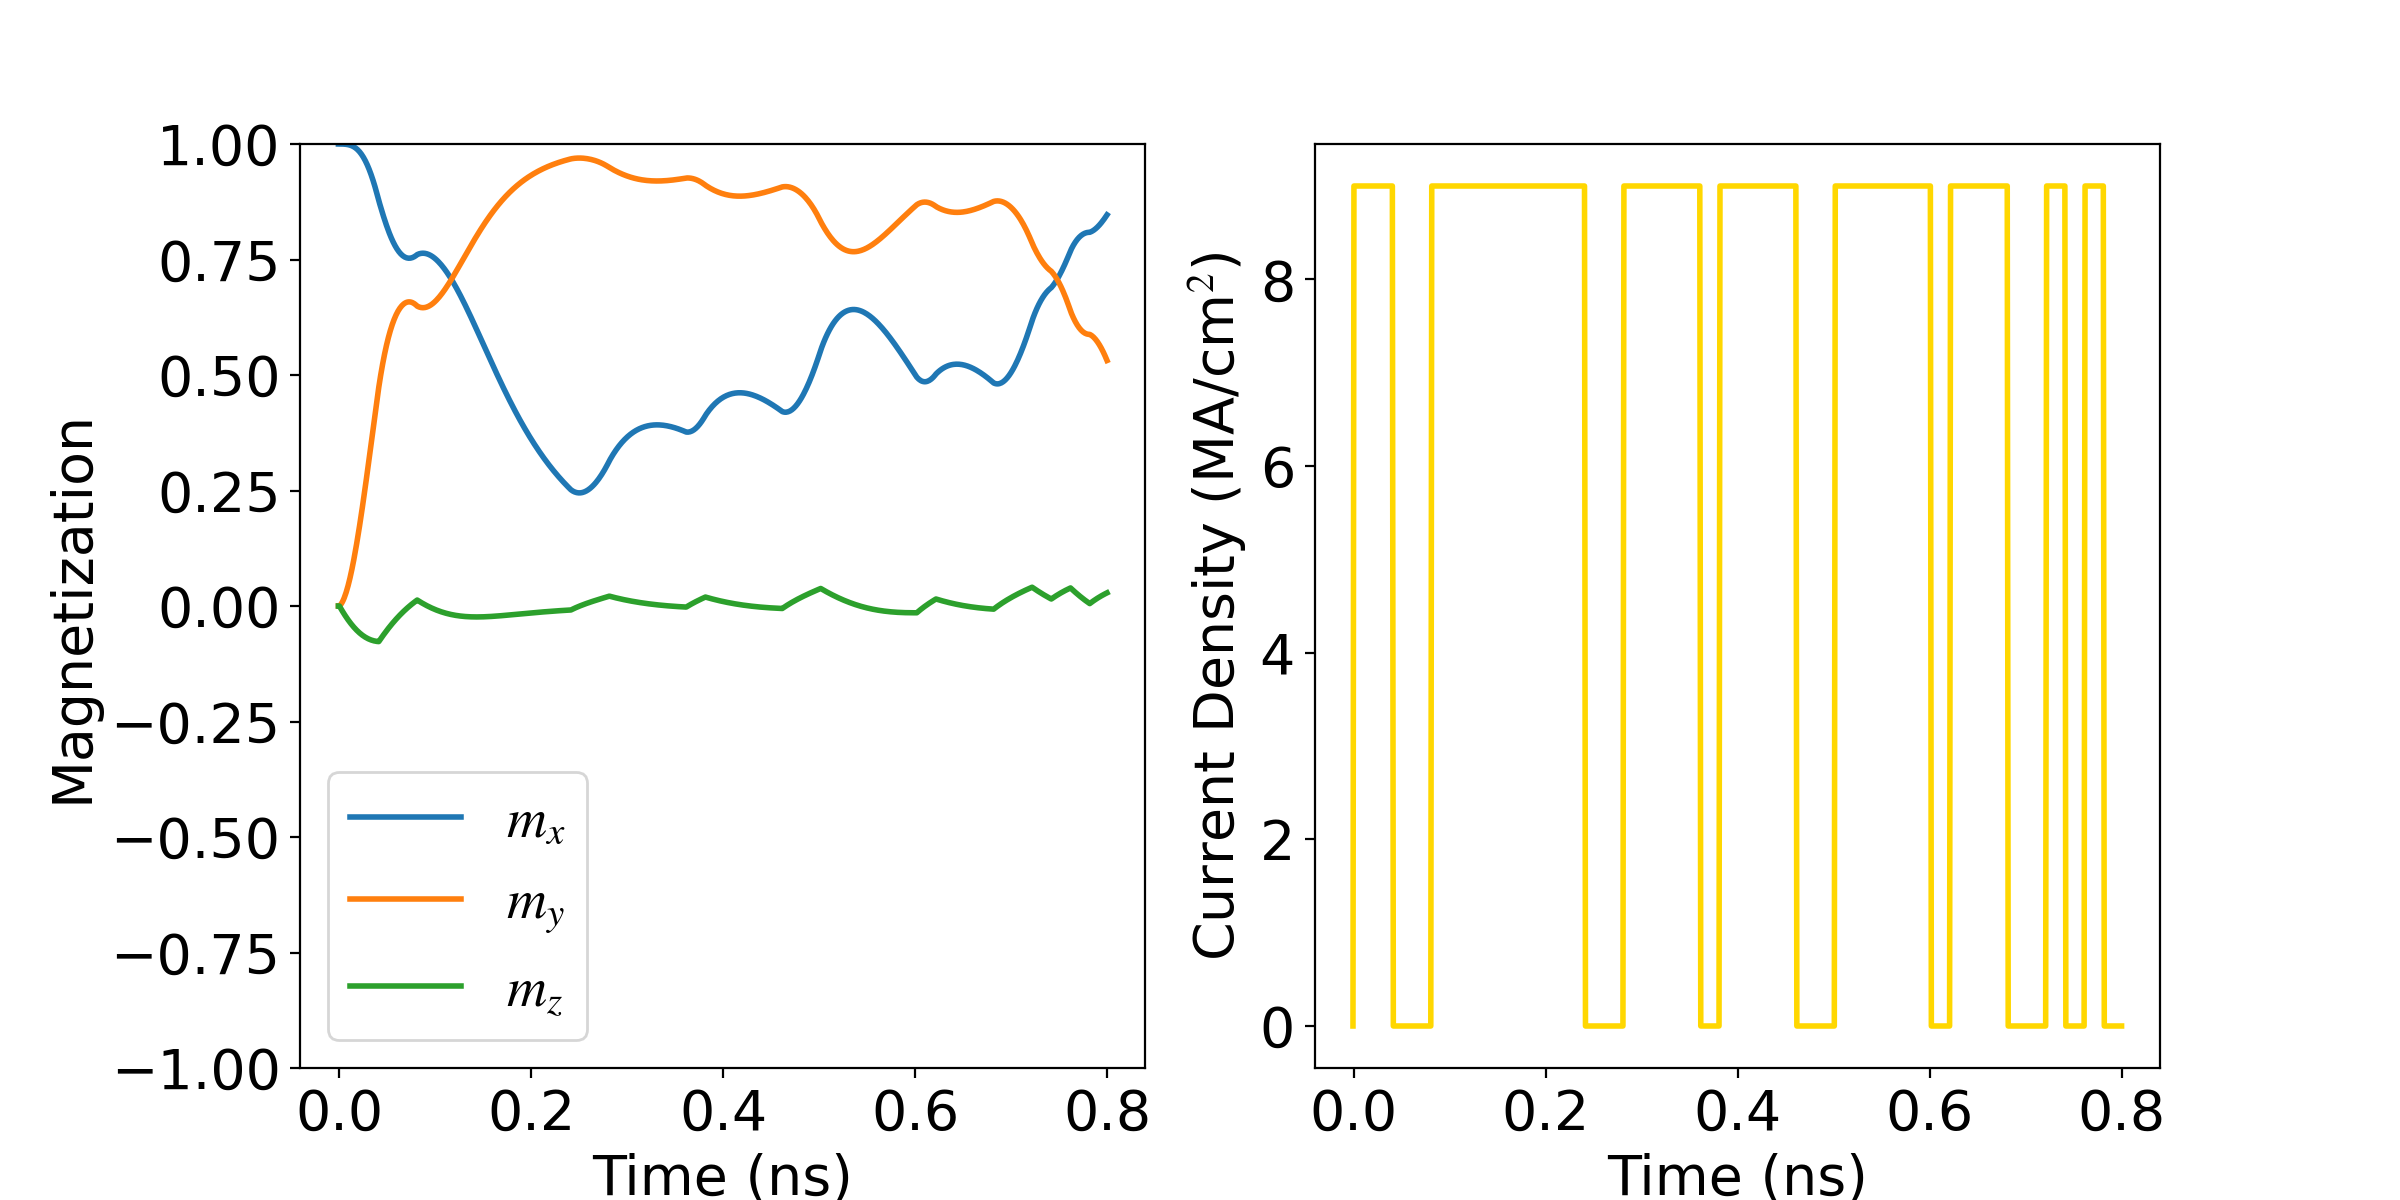 Magnetization
1.00
0.75
0.50
0.25
0.00
−0.25
−0.50
−0.75
−1.00
m_x
m_y
m_z
0.0 0.2 0.4 0.6 0.8
Time (ns)
Current Density (MA/cm²)
8
6
4
2
0
0.0 0.2 0.4 0.6 0.8
Time (ns)